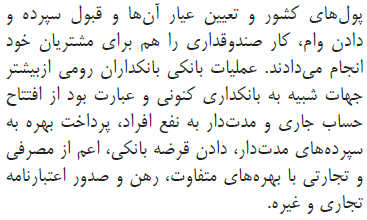 پول‌های کشور و تعیین عیار آن‌ها و قبول سپرده و
دادن وام، کار صندوقداری را هم برای مشتریان خود
انجام می‌دادند. عملیات بانکی بانکداران رومی ازبیشتر
جهات شبیه به بانکداری کنونی و عبارت بود از افتتاح
حساب جاری و مدت‌دار به نفع افراد، پرداخت بهره به
سپرده‌های مدت‌دار، دادن قرضه بانکی، اعم از مصرفی
و تجارتی با بهره‌های متفاوت، رهن و صدور اعتبارنامه
تجاری و غیره.